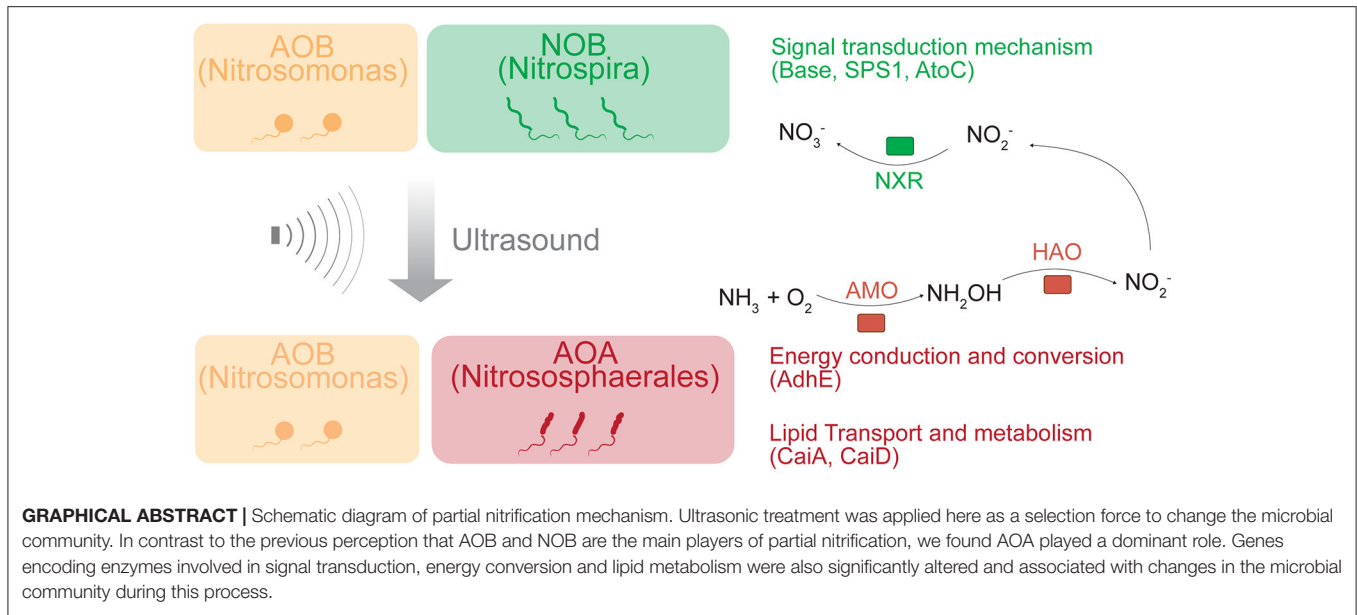 AOB
(Nitrosomonas)
NOB
(Nitrospira)
Signal transduction mechanism
(Base, SPS1, AtoC)
NO₃⁻
NO₂⁻
NXR
Ultrasound
HAO
NH₃ + O₂
AMO
NH₂OH
NO₂⁻
AOB
(Nitrosomonas)
AOA
(Nitrososphaerales)
Energy conduction and conversion
(AdhE)
Lipid Transport and metabolism
(CaiA, CaiD)
GRAPHICAL ABSTRACT | Schematic diagram of partial nitrification mechanism. Ultrasonic treatment was applied here as a selection force to change the microbial
community. In contrast to the previous perception that AOB and NOB are the main players of partial nitrification, we found AOA played a dominant role. Genes
encoding enzymes involved in signal transduction, energy conversion and lipid metabolism were also significantly altered and associated with changes in the microbial
community during this process.